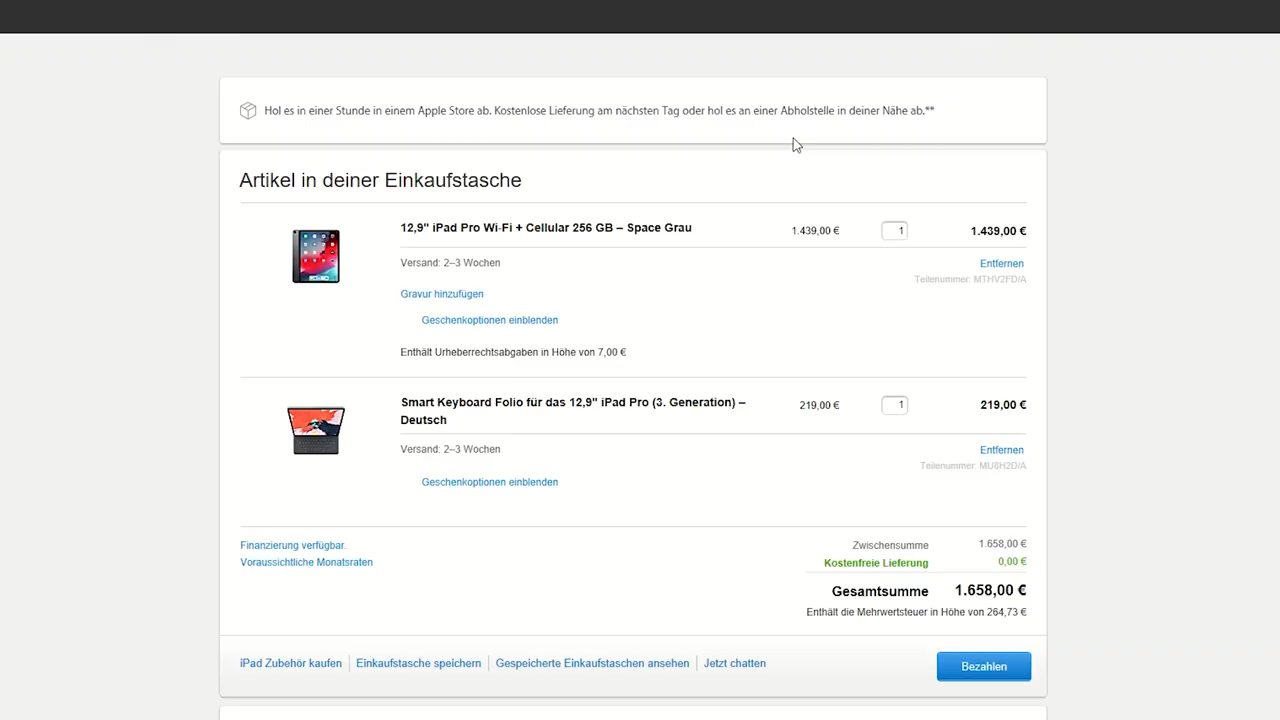 Hol es in einer Stunde in einem Apple Store ab. Kostenlose Lieferung am nächsten Tag oder hol es an einer Abholstelle in deiner Nähe ab.**
Artikel in deiner Einkaufstasche
12,9" iPad Pro Wi-Fi + Cellular 256 GB – Space Grau 1.439,00 € 1 1.439,00 €
Versand: 2–3 Wochen Entfernen
Teilenummer: MTHV2FD/A
Gravur hinzufügen
Geschenkoptionen einblenden
Enthält Urheberrechtsabgaben in Höhe von 7,00 €
Smart Keyboard Folio für das 12,9" iPad Pro (3. Generation) – 219,00 € 1 219,00 €
Deutsch
Versand: 2–3 Wochen Entfernen
Teilenummer: MU8H2D/A
Geschenkoptionen einblenden
Finanzierung verfügbar. Zwischensumme 1.658,00 €
Voraussichtliche Monatsraten Kostenfreie Lieferung 0,00 €
Gesamtsumme 1.658,00 €
Enthält die Mehrwertsteuer in Höhe von 264,73 €
iPad Zubehör kaufen Einkaufstasche speichern Gespeicherte Einkaufstaschen ansehen Jetzt chatten Bezahlen